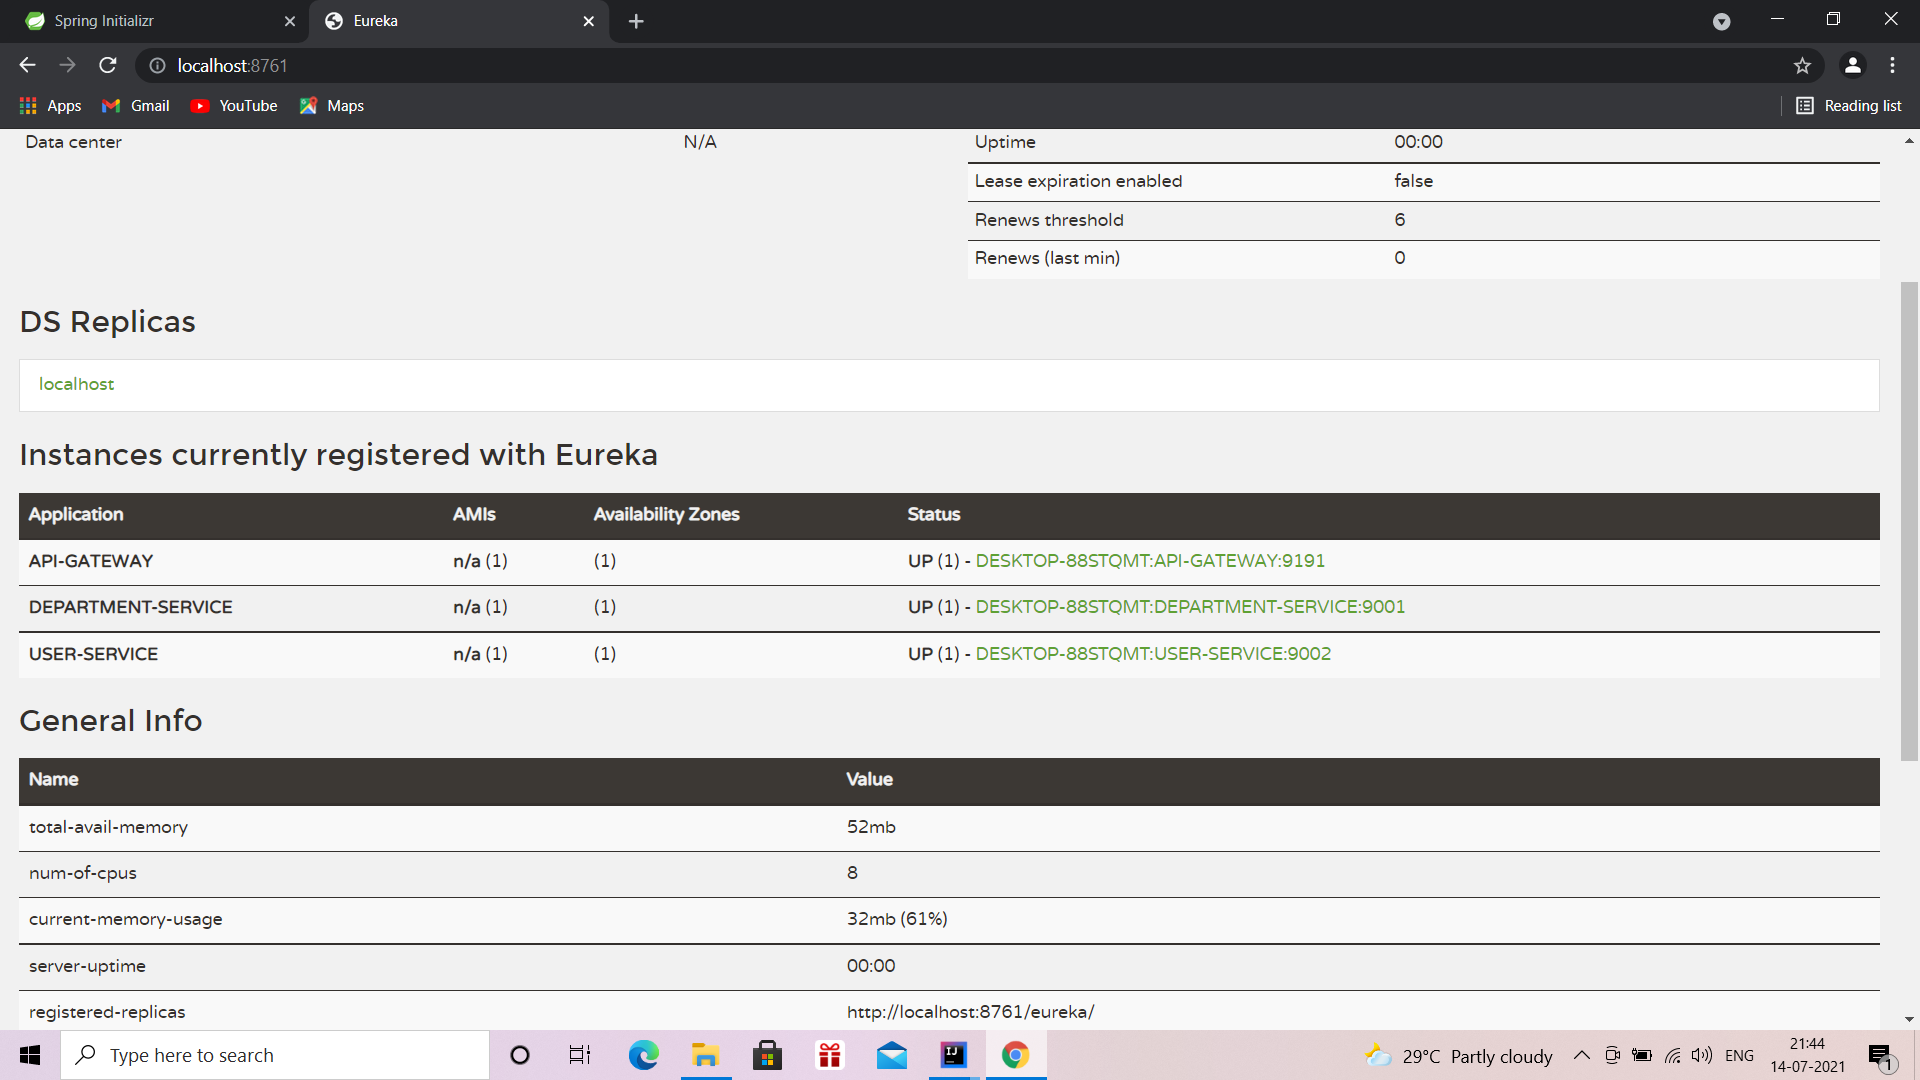 Spring Initializr
Eureka
localhost:8761
Apps
Gmail
YouTube
Maps
Reading list
Data center N/A
Uptime 00:00
Lease expiration enabled false
Renews threshold 6
Renews (last min) 0
DS Replicas
localhost
Instances currently registered with Eureka
Application AMIs Availability Zones Status
API-GATEWAY n/a (1) (1) UP (1) - DESKTOP-88STQMT:API-GATEWAY:9191
DEPARTMENT-SERVICE n/a (1) (1) UP (1) - DESKTOP-88STQMT:DEPARTMENT-SERVICE:9001
USER-SERVICE n/a (1) (1) UP (1) - DESKTOP-88STQMT:USER-SERVICE:9002
General Info
Name Value
total-avail-memory 52mb
num-of-cpus 8
current-memory-usage 32mb (61%)
server-uptime 00:00
registered-replicas http://localhost:8761/eureka/
Type here to search
IJ
29°C Partly cloudy
ENG
21:44
14-07-2021
1